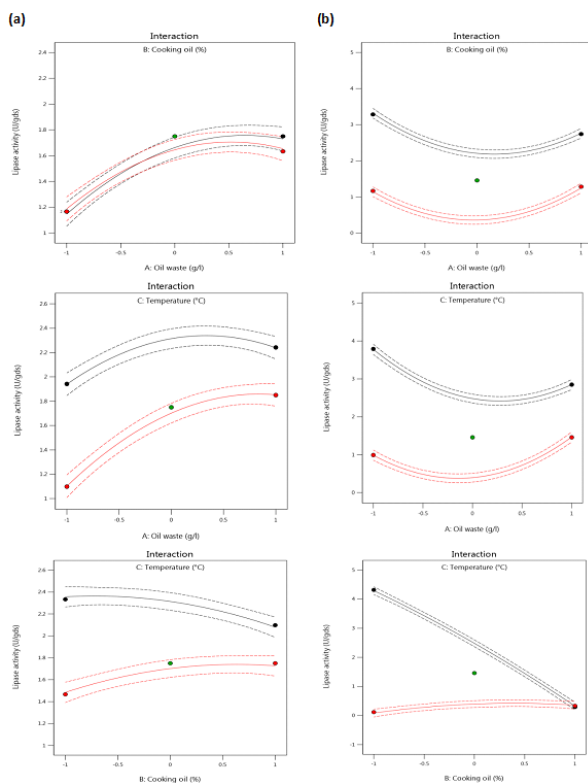 (a)
(b)
Interaction
B: Cooking oil (%)
2.4
2.2
2
1.8
1.6
1.4
1.2
1
Lipase activity (U/gds)
2
-1
-0.5
0
0.5
1
A: Oil waste (g/l)
Interaction
B: Cooking oil (%)
5
4
3
2
1
0
Lipase activity (U/gds)
-1
-0.5
0
0.5
1
A: Oil waste (g/l)
Interaction
C: Temperature (°C)
2.6
2.4
2.2
2
1.8
1.6
1.4
1.2
1
Lipase activity (U/gds)
-1
-0.5
0
0.5
1
A: Oil waste (g/l)
Interaction
C: Temperature (°C)
5
4
3
2
1
0
Lipase activity (U/gds)
-1
-0.5
0
0.5
1
A: Oil waste (g/l)
Interaction
C: Temperature (°C)
2.6
2.4
2.2
2
1.8
1.6
1.4
1.2
1
Lipase activity (U/gds)
-1
-0.5
0
0.5
1
B: Cooking oil (%)
Interaction
C: Temperature (°C)
5
4
3
2
1
0
-1
Lipase activity (U/gds)
-1
-0.5
0
0.5
1
B: Cooking oil (%)